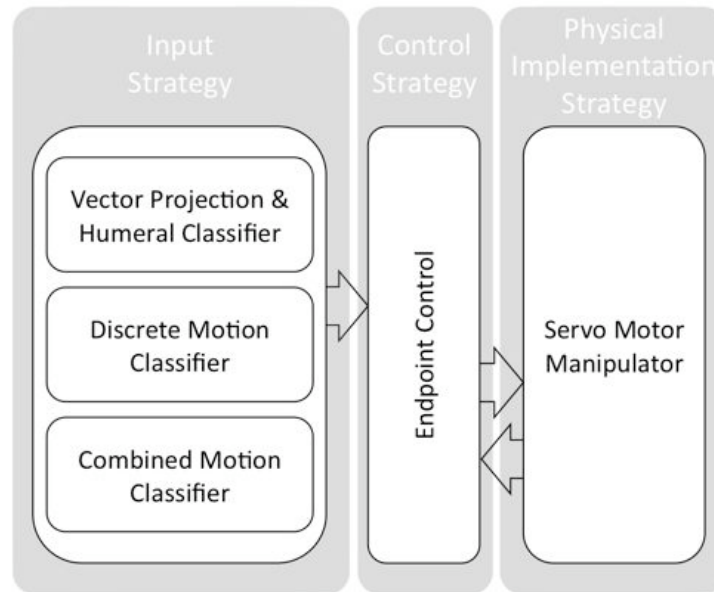 Input
Strategy
Control
Strategy
Physical
Implementation
Strategy
Vector Projection &
Humeral Classifier
Discrete Motion
Classifier
Combined Motion
Classifier
Endpoint Control
Servo Motor
Manipulator